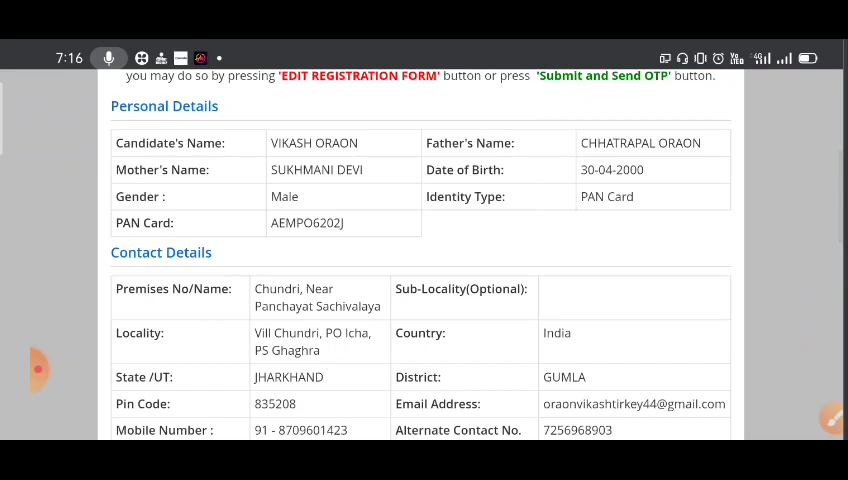 7:16
you may do so by pressing 'EDIT REGISTRATION FORM' button or press 'Submit and Send OTP' button.
Personal Details
Candidate's Name: VIKASH ORAON Father's Name: CHHATRAPAL ORAON
Mother's Name: SUKHMANI DEVI Date of Birth: 30-04-2000
Gender : Male Identity Type: PAN Card
PAN Card: AEMPO6202J
Contact Details
Premises No/Name: Chundri, Near Panchayat Sachivalaya Sub-Locality(Optional):
Locality: Vill Chundri, PO Icha, PS Ghaghra Country: India
State /UT: JHARKHAND District: GUMLA
Pin Code: 835208 Email Address: oraonvikashtirkey44@gmail.com
Mobile Number : 91 - 8709601423 Alternate Contact No. 7256968903